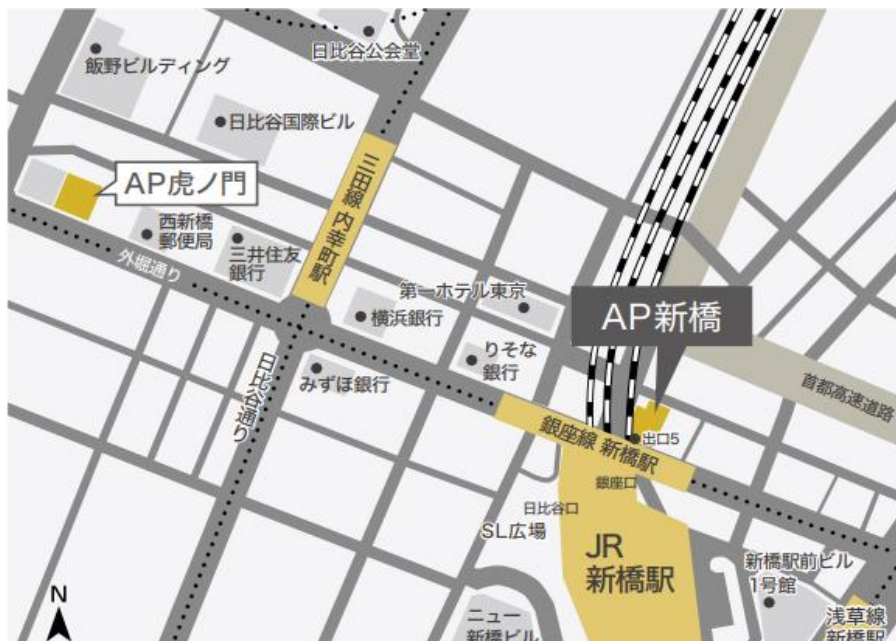 日比谷公会堂
飯野ビルディング
日比谷国際ビル
三田線 内幸町駅
AP虎ノ門
西新橋
郵便局
三井住友
銀行
外堀通り
第一ホテル東京
横浜銀行
AP新橋
りそな
銀行
みずほ銀行
日比谷通り
首都高速道路
銀座線 新橋駅
出口5
銀座口
日比谷口
SL広場
JR
新橋駅
新橋駅前ビル
1号館
N
ニュー
新橋ビル
浅草線
新橋駅